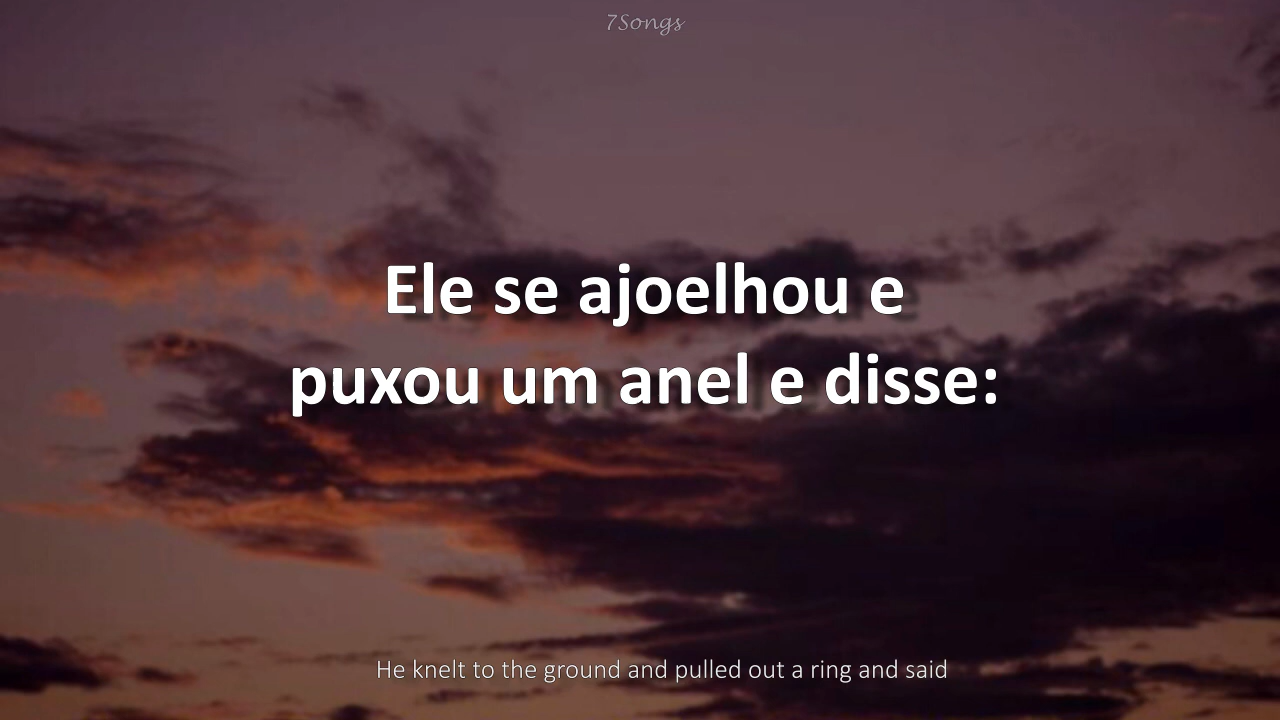 7Songs
Ele se ajoelhou e
puxou um anel e disse:
He knelt to the ground and pulled out a ring and said